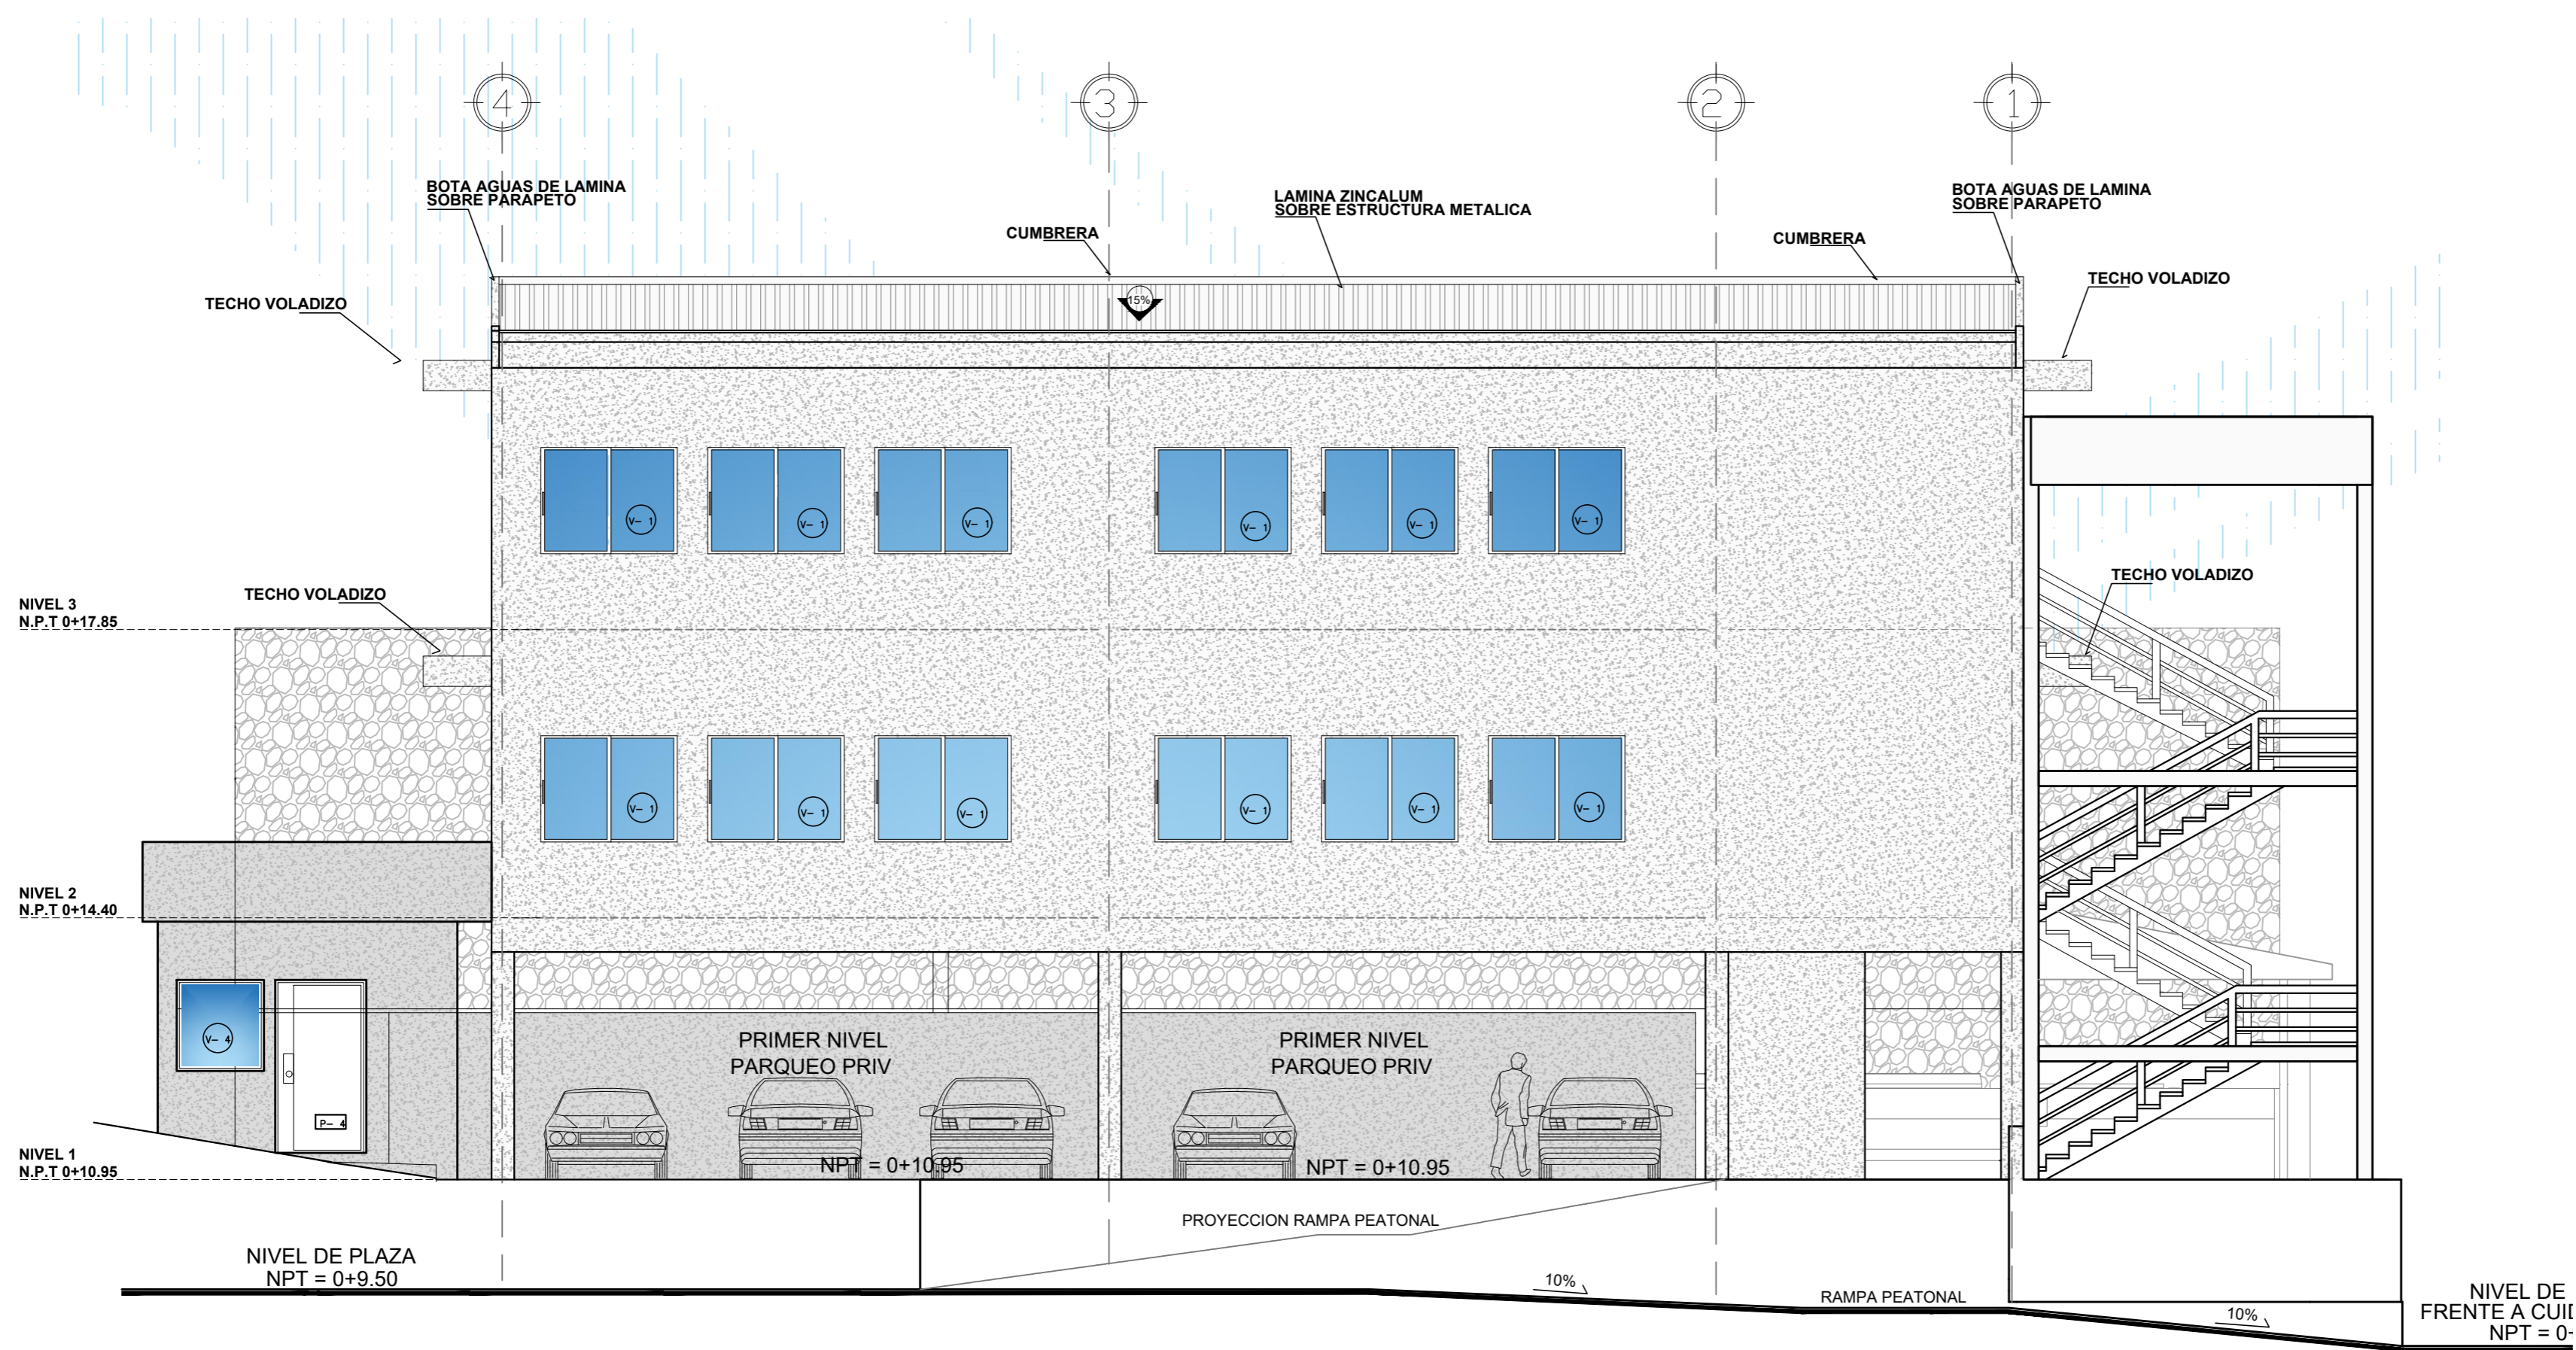 4
3
2
1
BOTA AGUAS DE LAMINA
SOBRE PARAPETO
LAMINA ZINCALUM
SOBRE ESTRUCTURA METALICA
BOTA AGUAS DE LAMINA
SOBRE PARAPETO
CUMBRERA
CUMBRERA
TECHO VOLADIZO
15%
TECHO VOLADIZO
V- 1
V- 1
V- 1
V- 1
V- 1
V- 1
NIVEL 3
N.P.T 0+17.85
TECHO VOLADIZO
TECHO VOLADIZO
V- 1
V- 1
V- 1
V- 1
V- 1
V- 1
NIVEL 2
N.P.T 0+14.40
V- 4
P- 4
PRIMER NIVEL
PARQUEO PRIV
PRIMER NIVEL
PARQUEO PRIV
NIVEL 1
N.P.T 0+10.95
NPT = 0+10.95
NPT = 0+10.95
PROYECCION RAMPA PEATONAL
NIVEL DE PLAZA
NPT = 0+9.50
10%
RAMPA PEATONAL
10%
NIVEL DE
FRENTE A
NPT = 0+